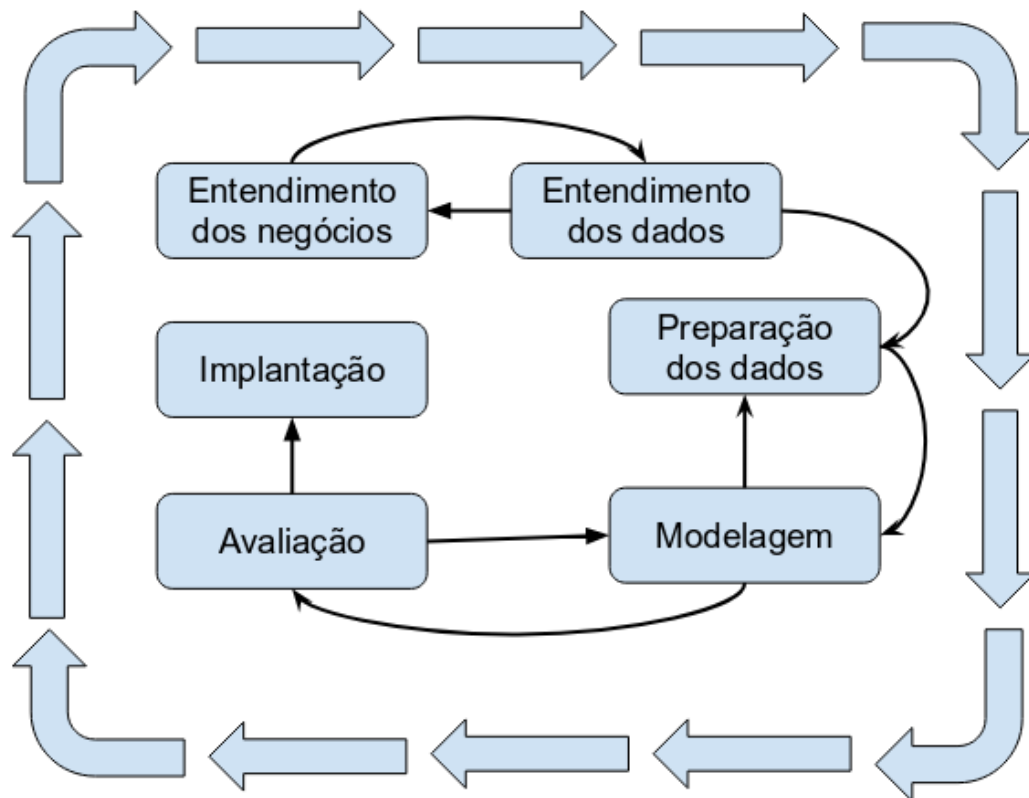 Entendimento
dos negócios
Entendimento
dos dados
Implantação
Preparação
dos dados
Avaliação
Modelagem